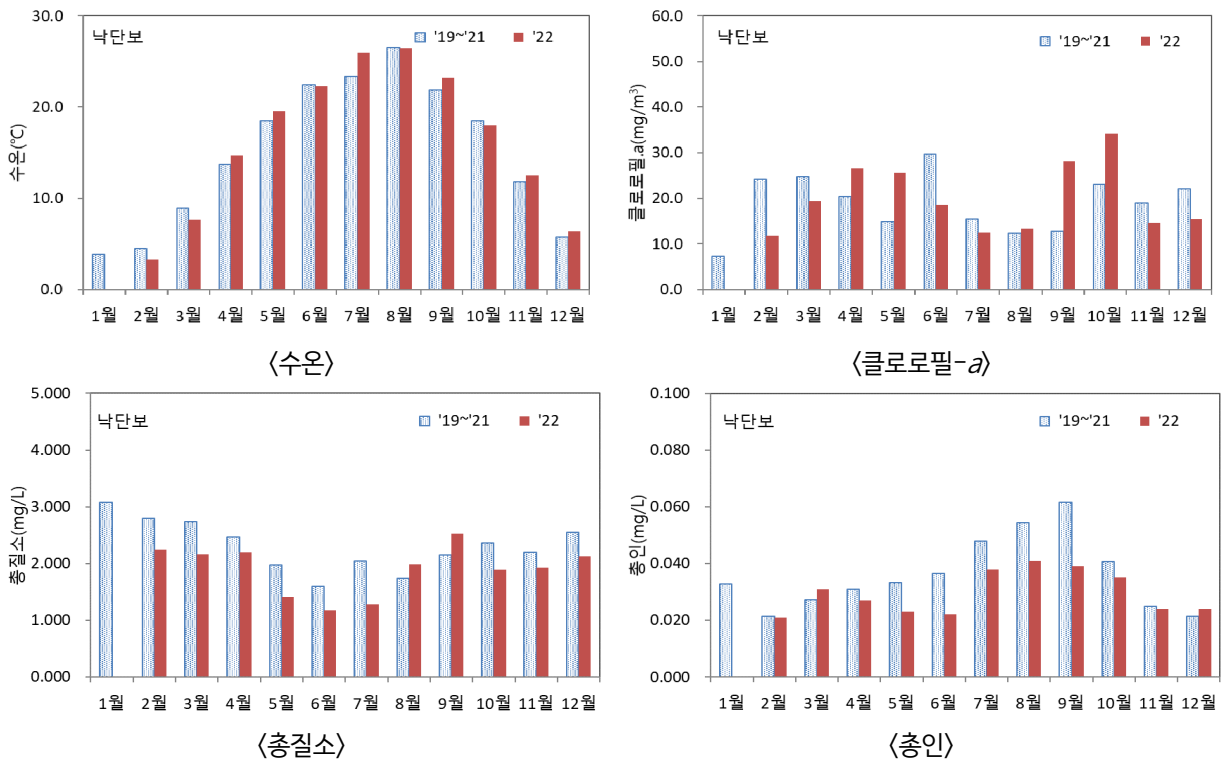 낙단보
'19~'21
'22
수온(℃)
30.0
20.0
10.0
0.0
1월 2월 3월 4월 5월 6월 7월 8월 9월 10월 11월 12월
〈수온〉
낙단보
'19~'21
'22
클로로필.a(mg/m³)
60.0
50.0
40.0
30.0
20.0
10.0
0.0
1월 2월 3월 4월 5월 6월 7월 8월 9월 10월 11월 12월
〈클로로필-a〉
낙단보
'19~'21
'22
총질소(mg/L)
5.000
4.000
3.000
2.000
1.000
0.000
1월 2월 3월 4월 5월 6월 7월 8월 9월 10월 11월 12월
〈총질소〉
낙단보
'19~'21
'22
총인(mg/L)
0.100
0.080
0.060
0.040
0.020
0.000
1월 2월 3월 4월 5월 6월 7월 8월 9월 10월 11월 12월
〈총인〉